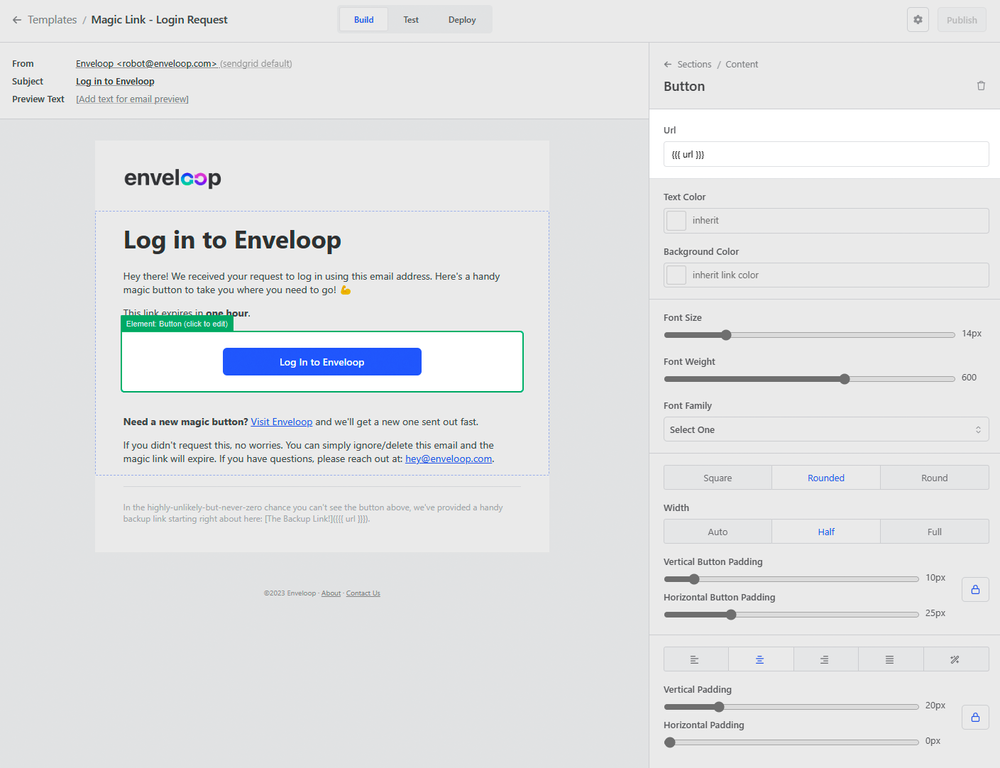 ← Templates / Magic Link - Login Request
Build
Test
Deploy
Publish
From
Enveloop <robot@enveloop.com> (sendgrid default)
Subject
Log in to Enveloop
Preview Text
[Add text for email preview]
enveloop
Log in to Enveloop
Hey there! We received your request to log in using this email address. Here's a handy
magic button to take you where you need to go! 💪
This link expires in one hour.
Element: Button (click to edit)
Log In to Enveloop
Need a new magic button? Visit Enveloop and we'll get a new one sent out fast.
If you didn't request this, no worries. You can simply ignore/delete this email and the
magic link will expire. If you have questions, please reach out at: hey@enveloop.com.
In the highly-unlikely-but-never-zero chance you can't see the button above, we've provided a handy
backup link starting right about here: [The Backup Link!]({{{ url }}}).
©2023 Enveloop · About · Contact Us
← Sections / Content
Button
Url
{{{ url }}}
Text Color
inherit
Background Color
inherit link color
Font Size
14px
Font Weight
600
Font Family
Select One
Square
Rounded
Round
Width
Auto
Half
Full
Vertical Button Padding
10px
Horizontal Button Padding
25px
Vertical Padding
20px
Horizontal Padding
0px